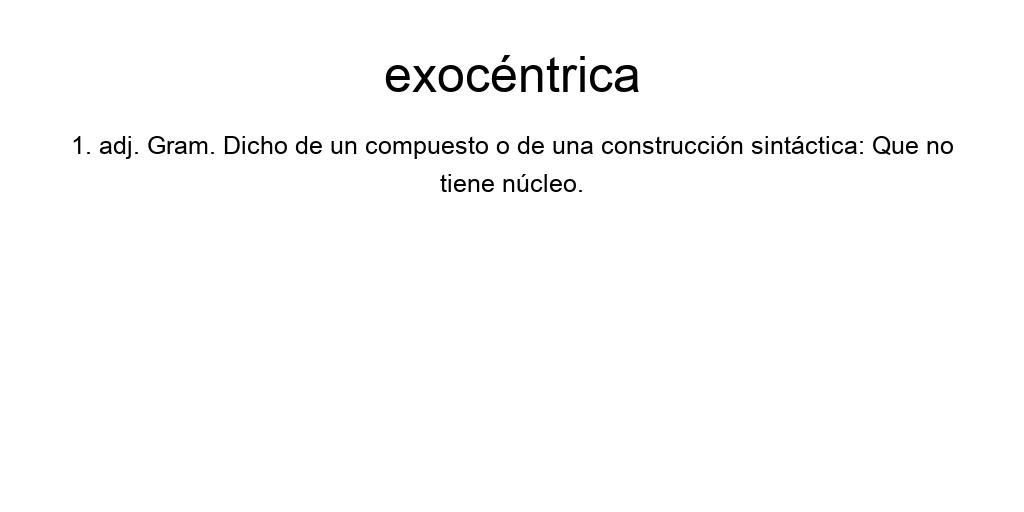 exocéntrica
1. adj. Gram. Dicho de un compuesto o de una construcción sintáctica: Que no
tiene núcleo.